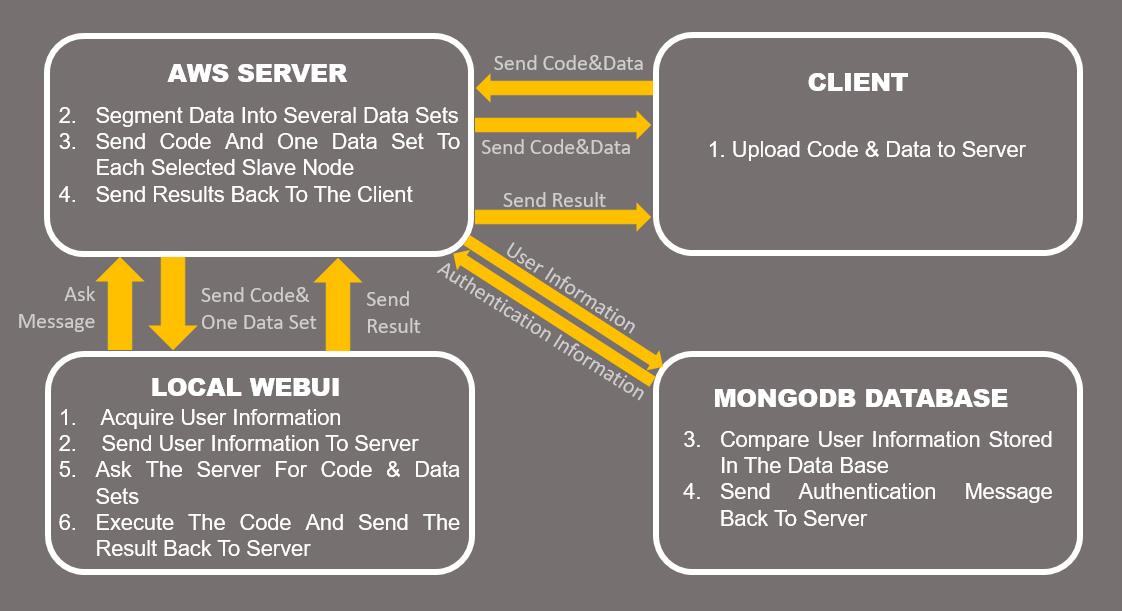 AWS SERVER
2. Segment Data Into Several Data Sets
3. Send Code And One Data Set To
Each Selected Slave Node
4. Send Results Back To The Client
Send Code&Data
Send Code&Data
Send Result
CLIENT
1. Upload Code & Data to Server
Ask
Message
Send Code&
One Data Set
Send
Result
User Information
Authentication Information
LOCAL WEBUI
1. Acquire User Information
2. Send User Information To Server
5. Ask The Server For Code & Data
Sets
6. Execute The Code And Send The
Result Back To Server
MONGODB DATABASE
3. Compare User Information Stored
In The Data Base
4. Send Authentication Message
Back To Server